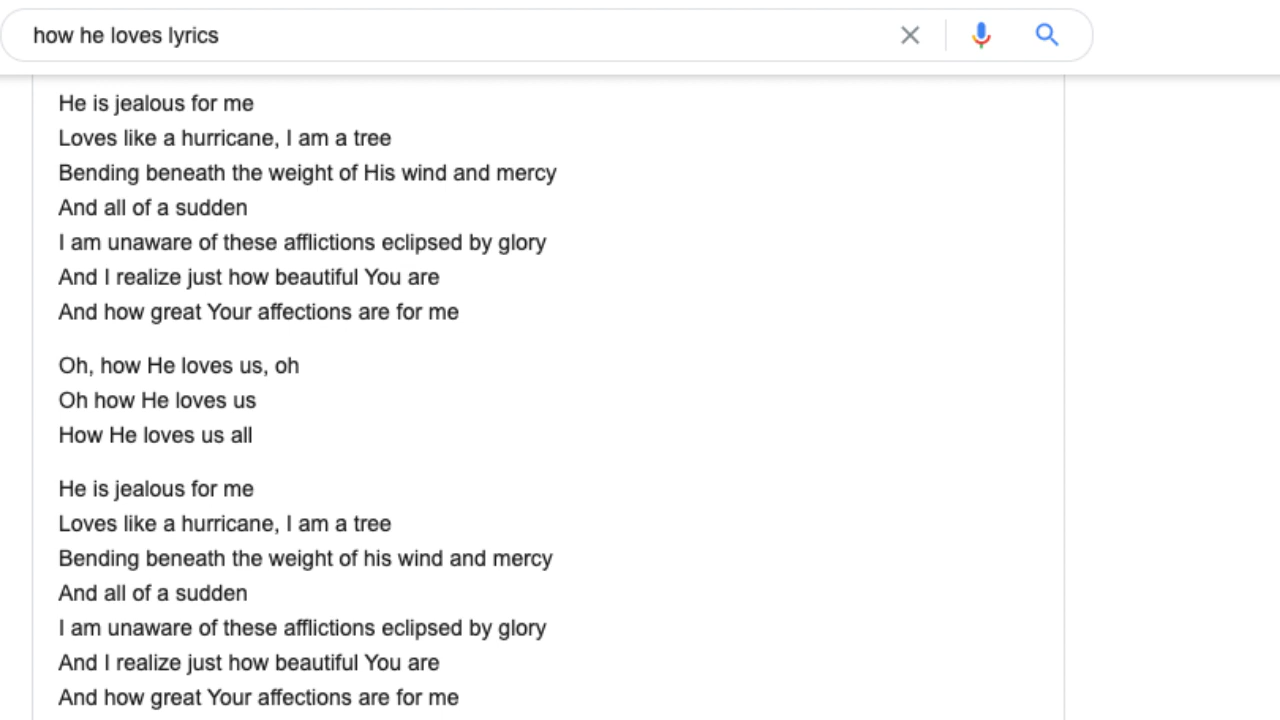 how he loves lyrics
He is jealous for me
Loves like a hurricane, I am a tree
Bending beneath the weight of His wind and mercy
And all of a sudden
I am unaware of these afflictions eclipsed by glory
And I realize just how beautiful You are
And how great Your affections are for me
Oh, how He loves us, oh
Oh how He loves us
How He loves us all
He is jealous for me
Loves like a hurricane, I am a tree
Bending beneath the weight of his wind and mercy
And all of a sudden
I am unaware of these afflictions eclipsed by glory
And I realize just how beautiful You are
And how great Your affections are for me